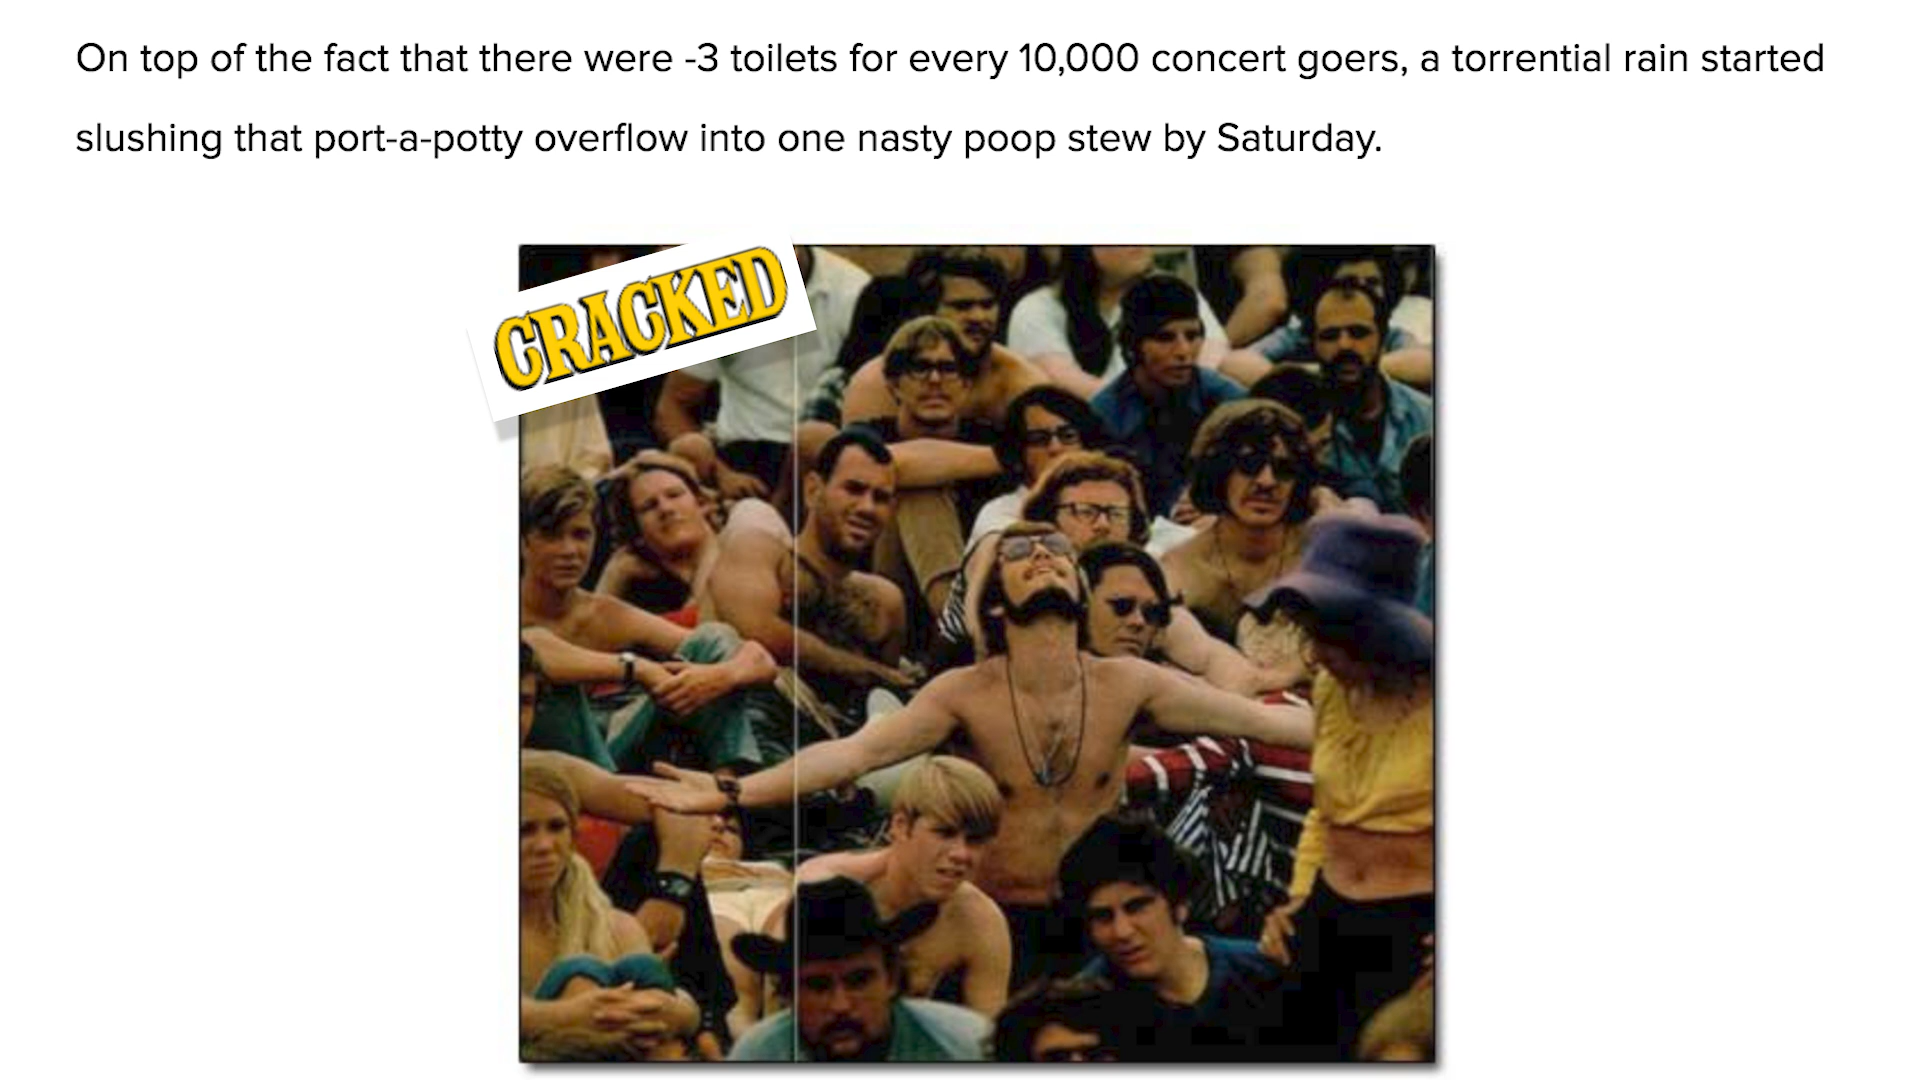 On top of the fact that there were -3 toilets for every 10,000 concert goers, a torrential rain started
slushing that port-a-potty overflow into one nasty poop stew by Saturday.
CRACKED